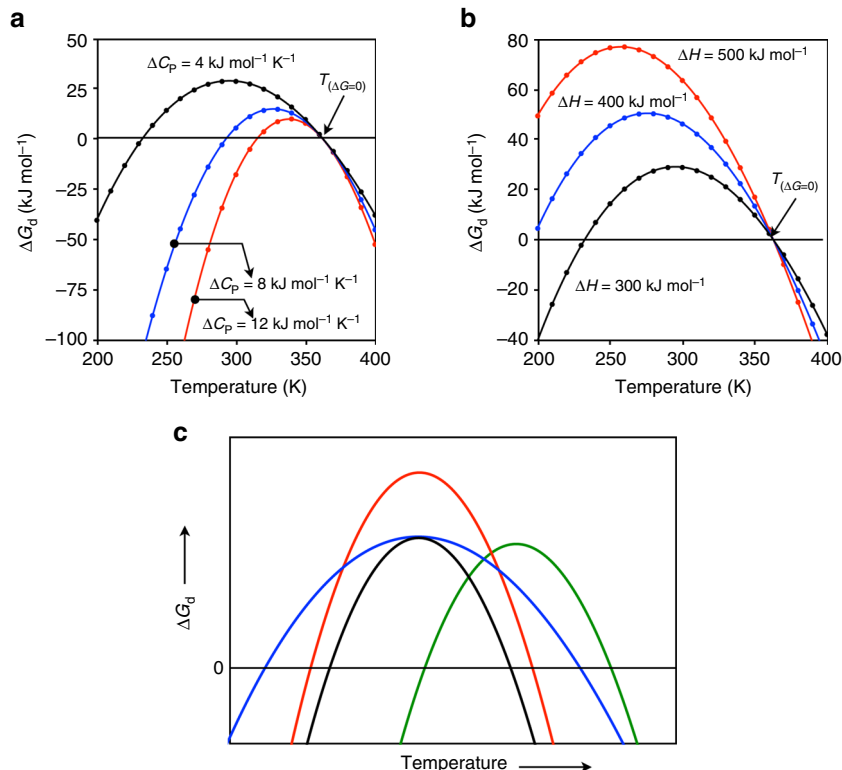 a
50
25
0
−25
−50
−75
−100
ΔG_d (kJ mol⁻¹)
ΔC_P = 4 kJ mol⁻¹ K⁻¹
T_(ΔG=0)
ΔC_P = 8 kJ mol⁻¹ K⁻¹
ΔC_P = 12 kJ mol⁻¹ K⁻¹
200 250 300 350 400
Temperature (K)
b
80
60
40
20
0
−20
−40
ΔG_d (kJ mol⁻¹)
ΔH = 500 kJ mol⁻¹
ΔH = 400 kJ mol⁻¹
T_(ΔG=0)
ΔH = 300 kJ mol⁻¹
200 250 300 350 400
Temperature (K)
c
ΔG_d
0
Temperature